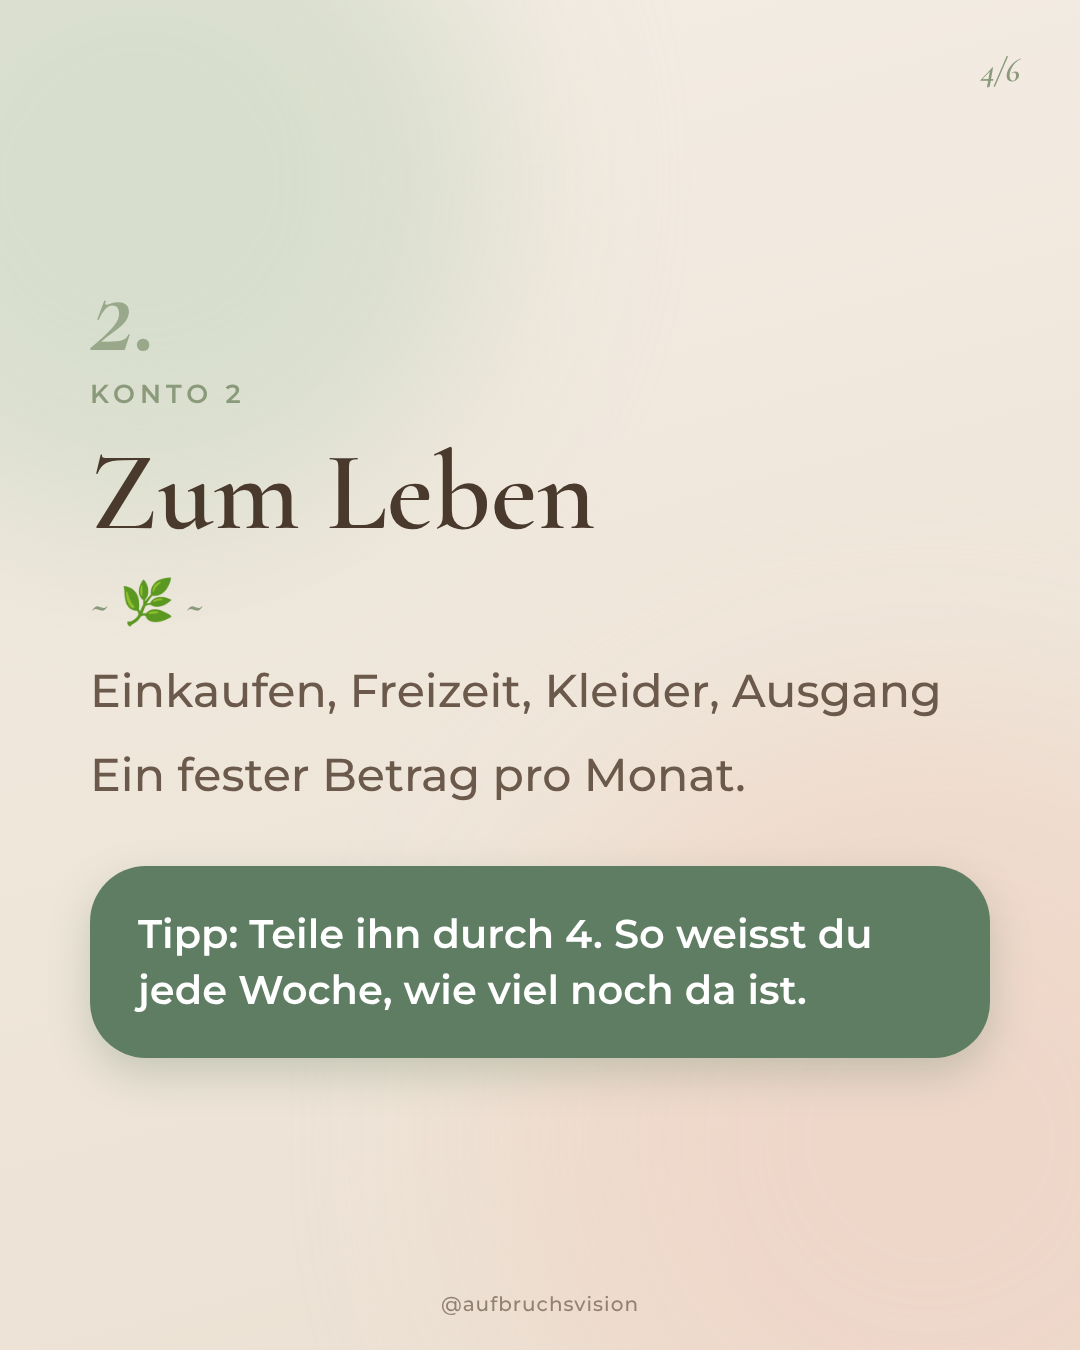 4/6
2.
KONTO 2
Zum Leben
~ 🌿 ~
Einkaufen, Freizeit, Kleider, Ausgang
Ein fester Betrag pro Monat.
Tipp: Teile ihn durch 4. So weisst du
jede Woche, wie viel noch da ist.
@aufbruchsvision